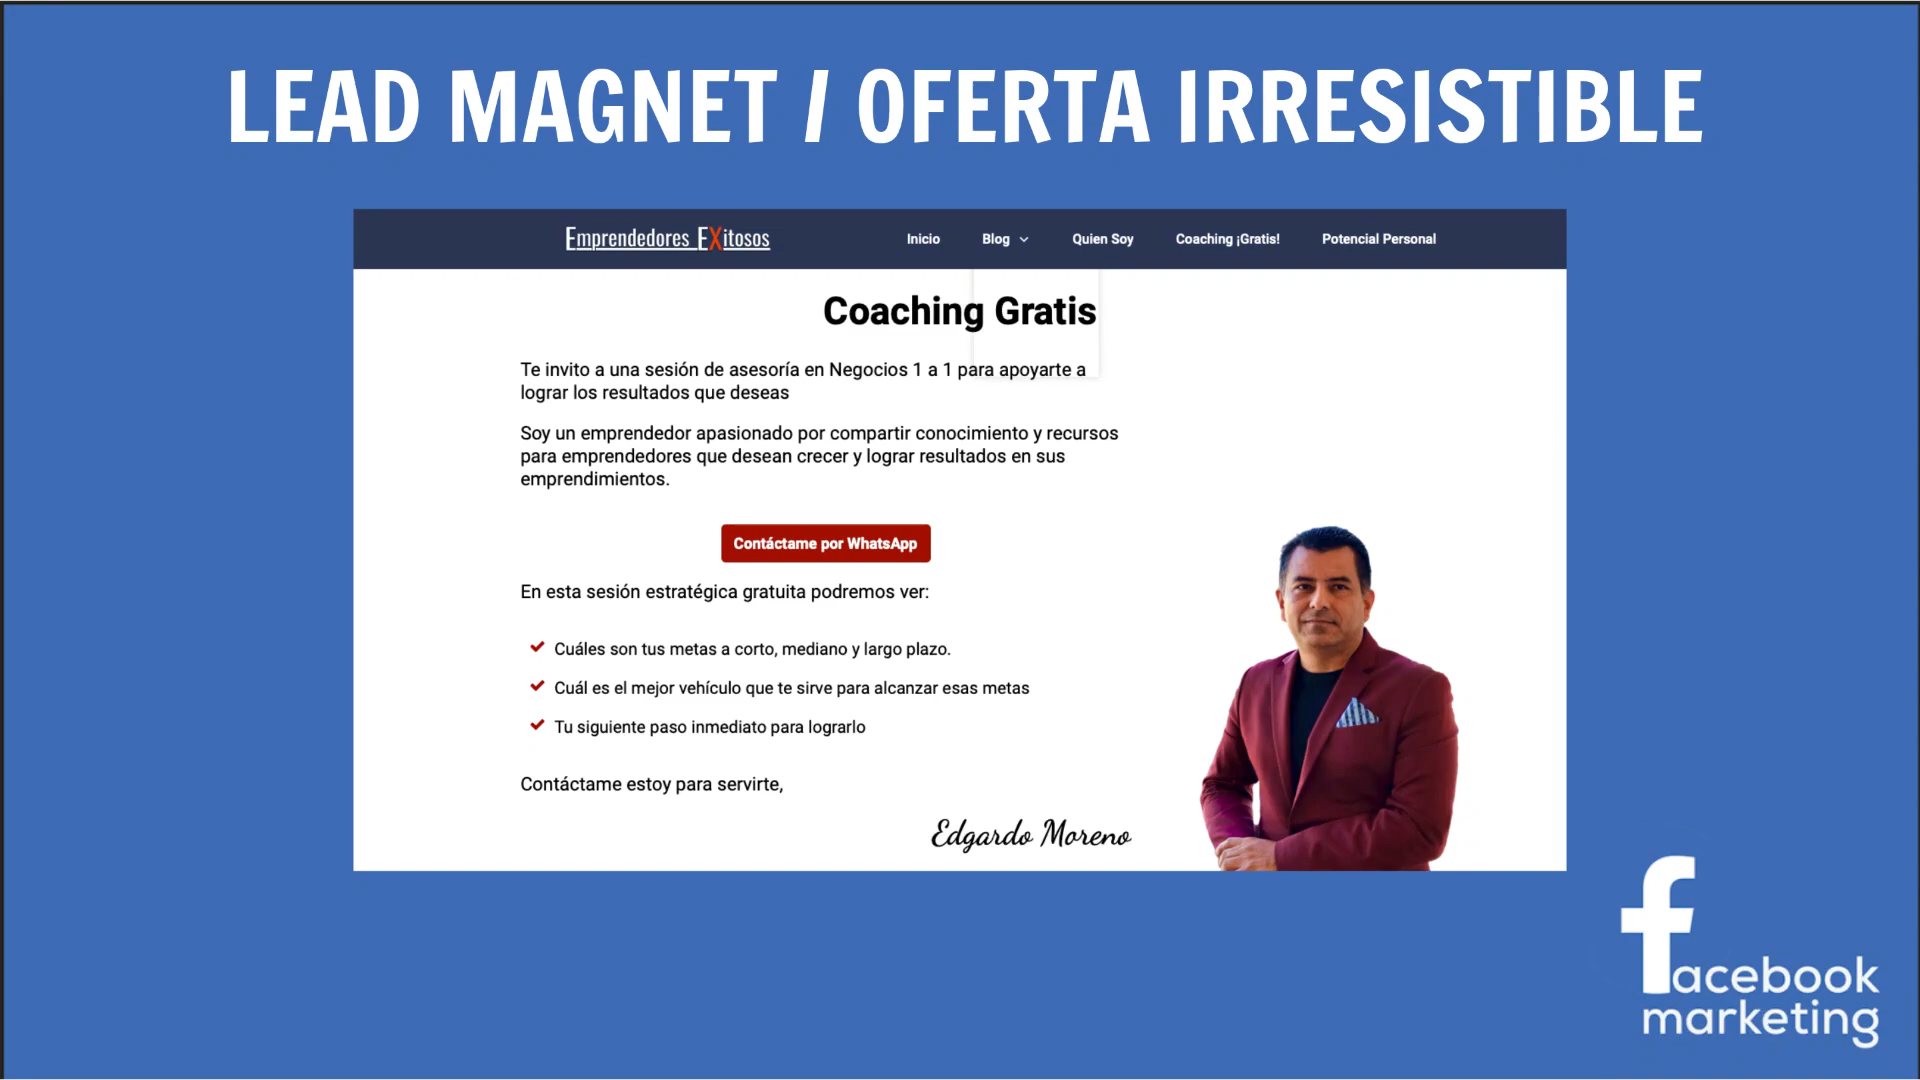 LEAD MAGNET / OFERTA IRRESISTIBLE
Emprendedores EXitosos
Inicio
Blog
Quien Soy
Coaching ¡Gratis!
Potencial Personal
Coaching Gratis
Te invito a una sesión de asesoría en Negocios 1 a 1 para apoyarte a
lograr los resultados que deseas
Soy un emprendedor apasionado por compartir conocimiento y recursos
para emprendedores que desean crecer y lograr resultados en sus
emprendimientos.
Contáctame por WhatsApp
En esta sesión estratégica gratuita podremos ver:
Cuáles son tus metas a corto, mediano y largo plazo.
Cuál es el mejor vehículo que te sirve para alcanzar esas metas
Tu siguiente paso inmediato para lograrlo
Contáctame estoy para servirte,
Edgardo Moreno
facebook
marketing